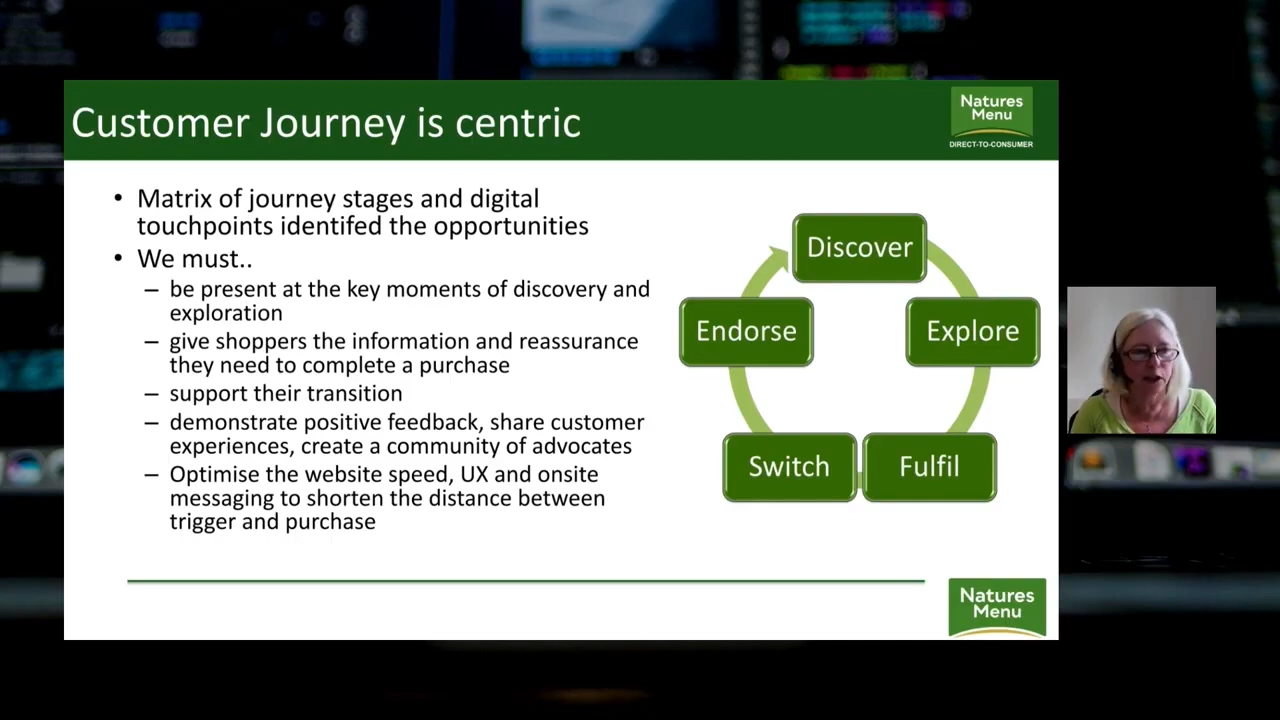 Customer Journey is centric
Natures
Menu
DIRECT-TO-CONSUMER
• Matrix of journey stages and digital
touchpoints identifed the opportunities
• We must..
– be present at the key moments of discovery and
exploration
– give shoppers the information and reassurance
they need to complete a purchase
– support their transition
– demonstrate positive feedback, share customer
experiences, create a community of advocates
– Optimise the website speed, UX and onsite
messaging to shorten the distance between
trigger and purchase
Discover
Explore
Fulfil
Switch
Endorse
Natures
Menu